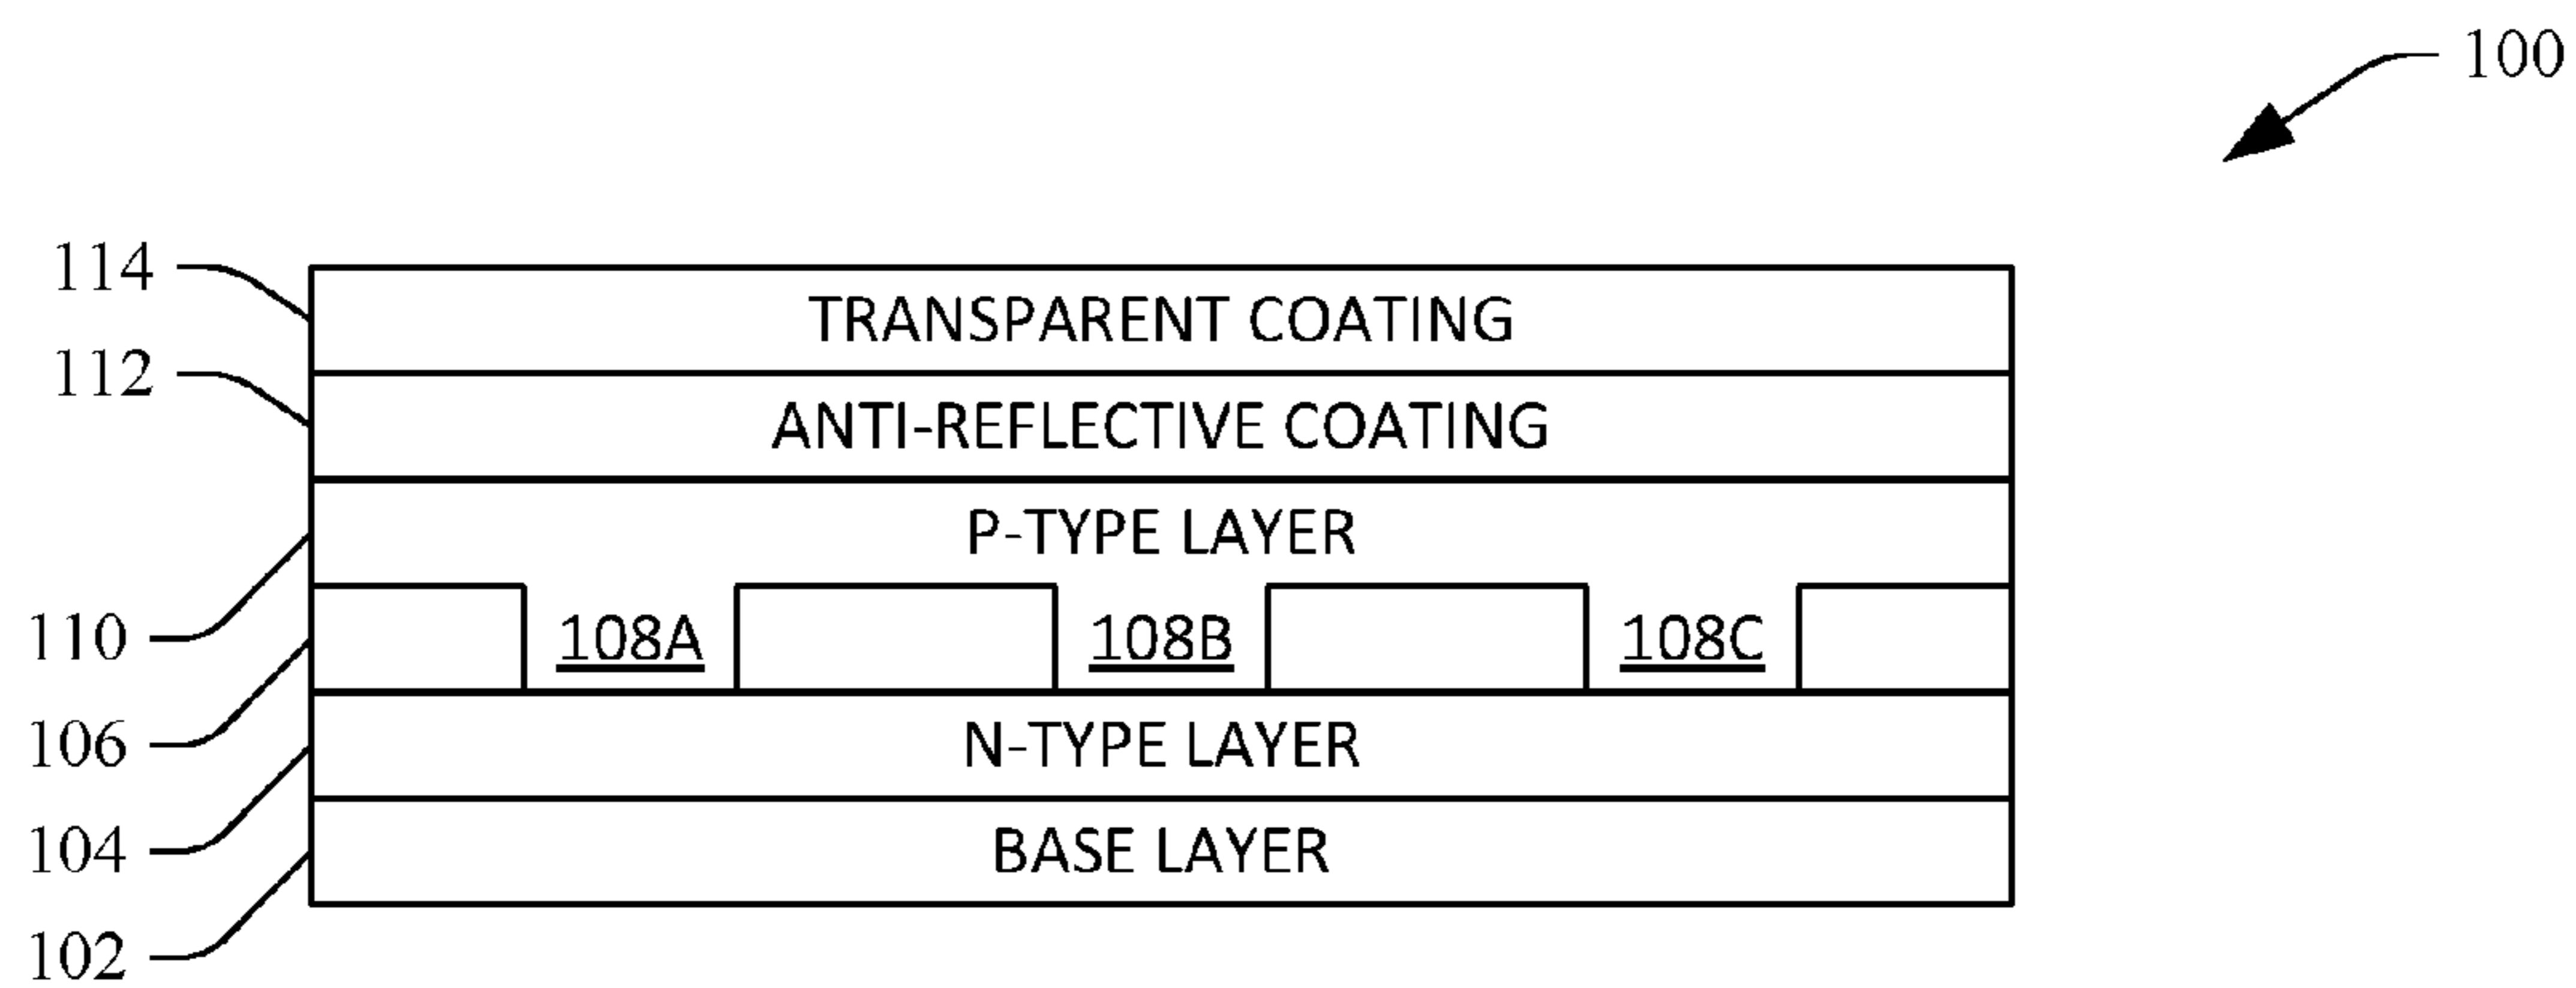 100
114
TRANSPARENT COATING
112
ANTI-REFLECTIVE COATING
P-TYPE LAYER
110
108A 108B 108C
106
N-TYPE LAYER
104
BASE LAYER
102